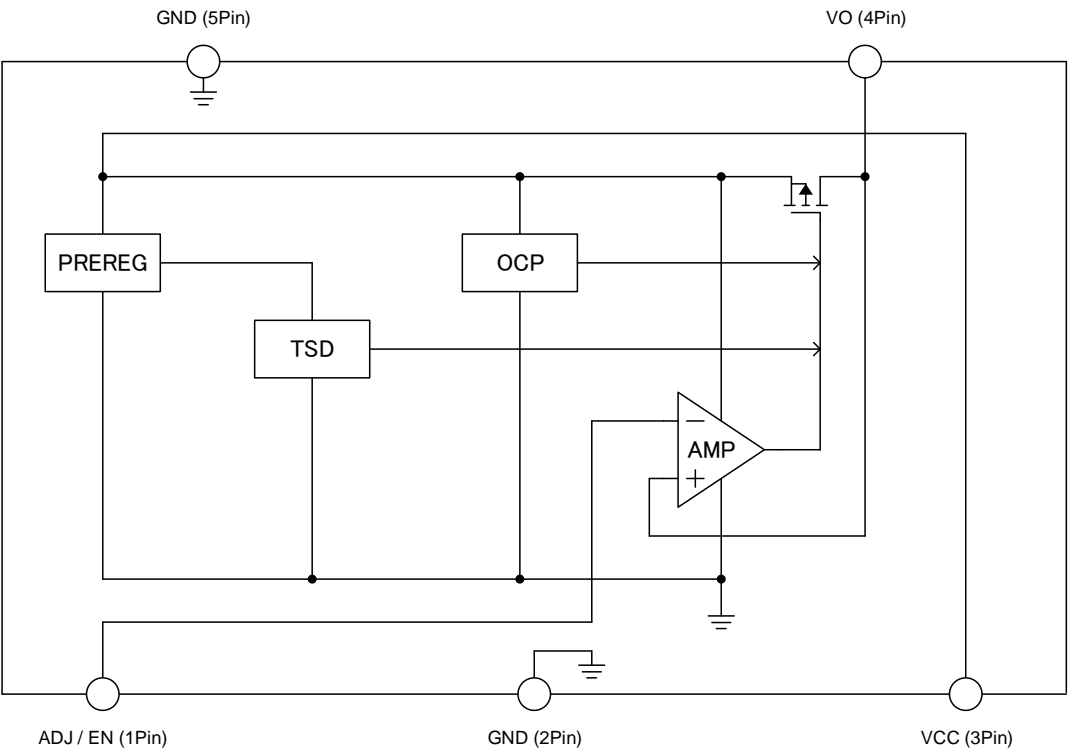 GND (5Pin)
VO (4Pin)
PREREG
OCP
TSD
−
AMP
+
ADJ / EN (1Pin)
GND (2Pin)
VCC (3Pin)